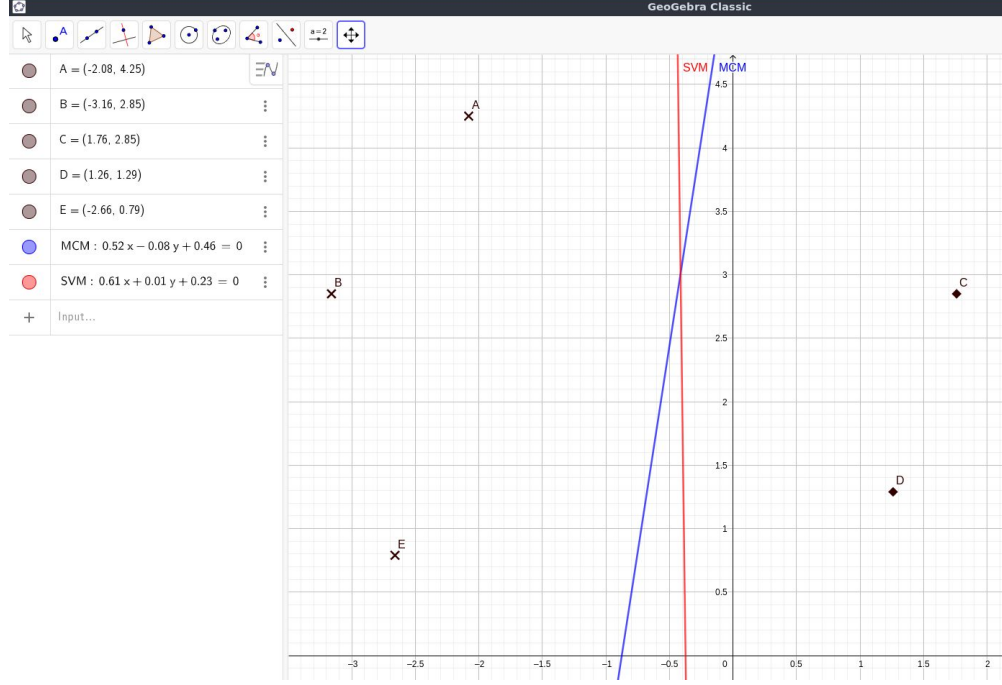 GeoGebra Classic
A
a=2
A = (-2.08, 4.25)
B = (-3.16, 2.85)
C = (1.76, 2.85)
D = (1.26, 1.29)
E = (-2.66, 0.79)
MCM : 0.52 x − 0.08 y + 0.46 = 0
SVM : 0.61 x + 0.01 y + 0.23 = 0
+ Input...
SVM MCM
A
B
C
D
E
4.5
4
3.5
3
2.5
2
1.5
1
0.5
−3 −2.5 −2 −1.5 −1 −0.5 0 0.5 1 1.5 2